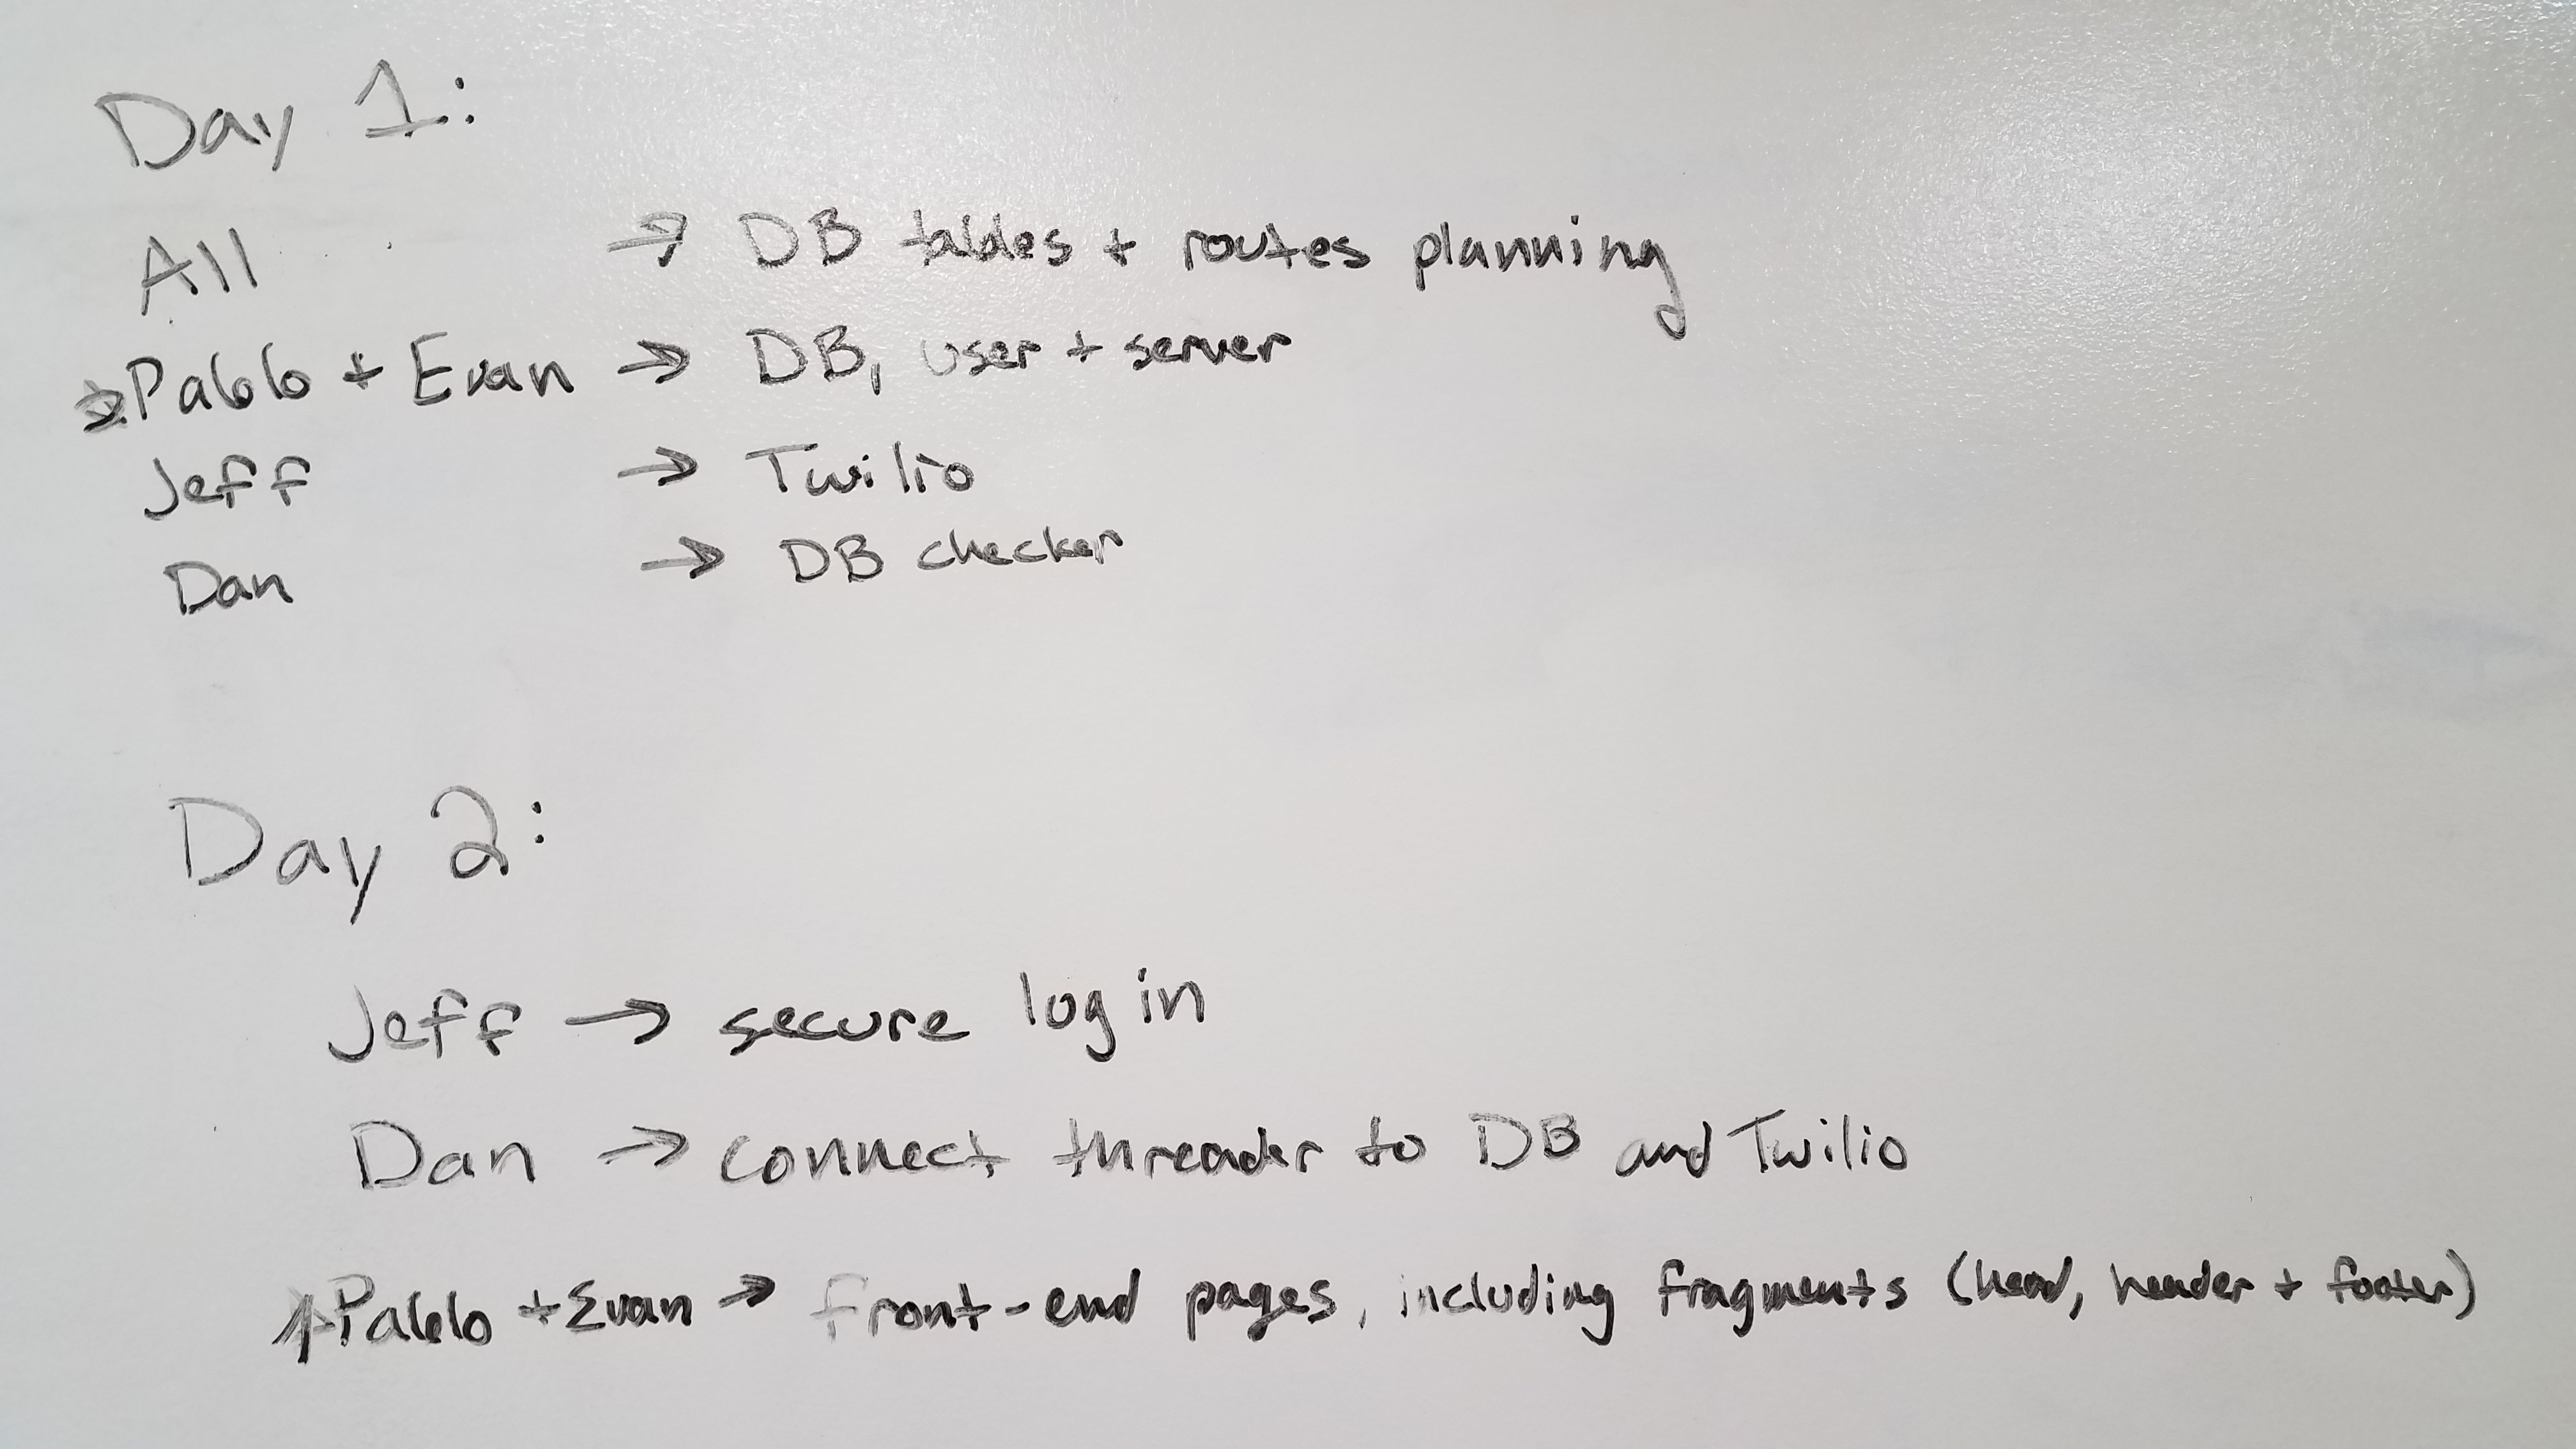 Day 1:
All → DB tables + routes planning
Pablo + Evan → DB, user + server
Jeff → Twilio
Dan → DB checker
Day 2:
Jeff → secure log in
Dan → connect threader to DB and Twilio
Pablo + Evan → front-end pages, including fragments (head, header + footer)